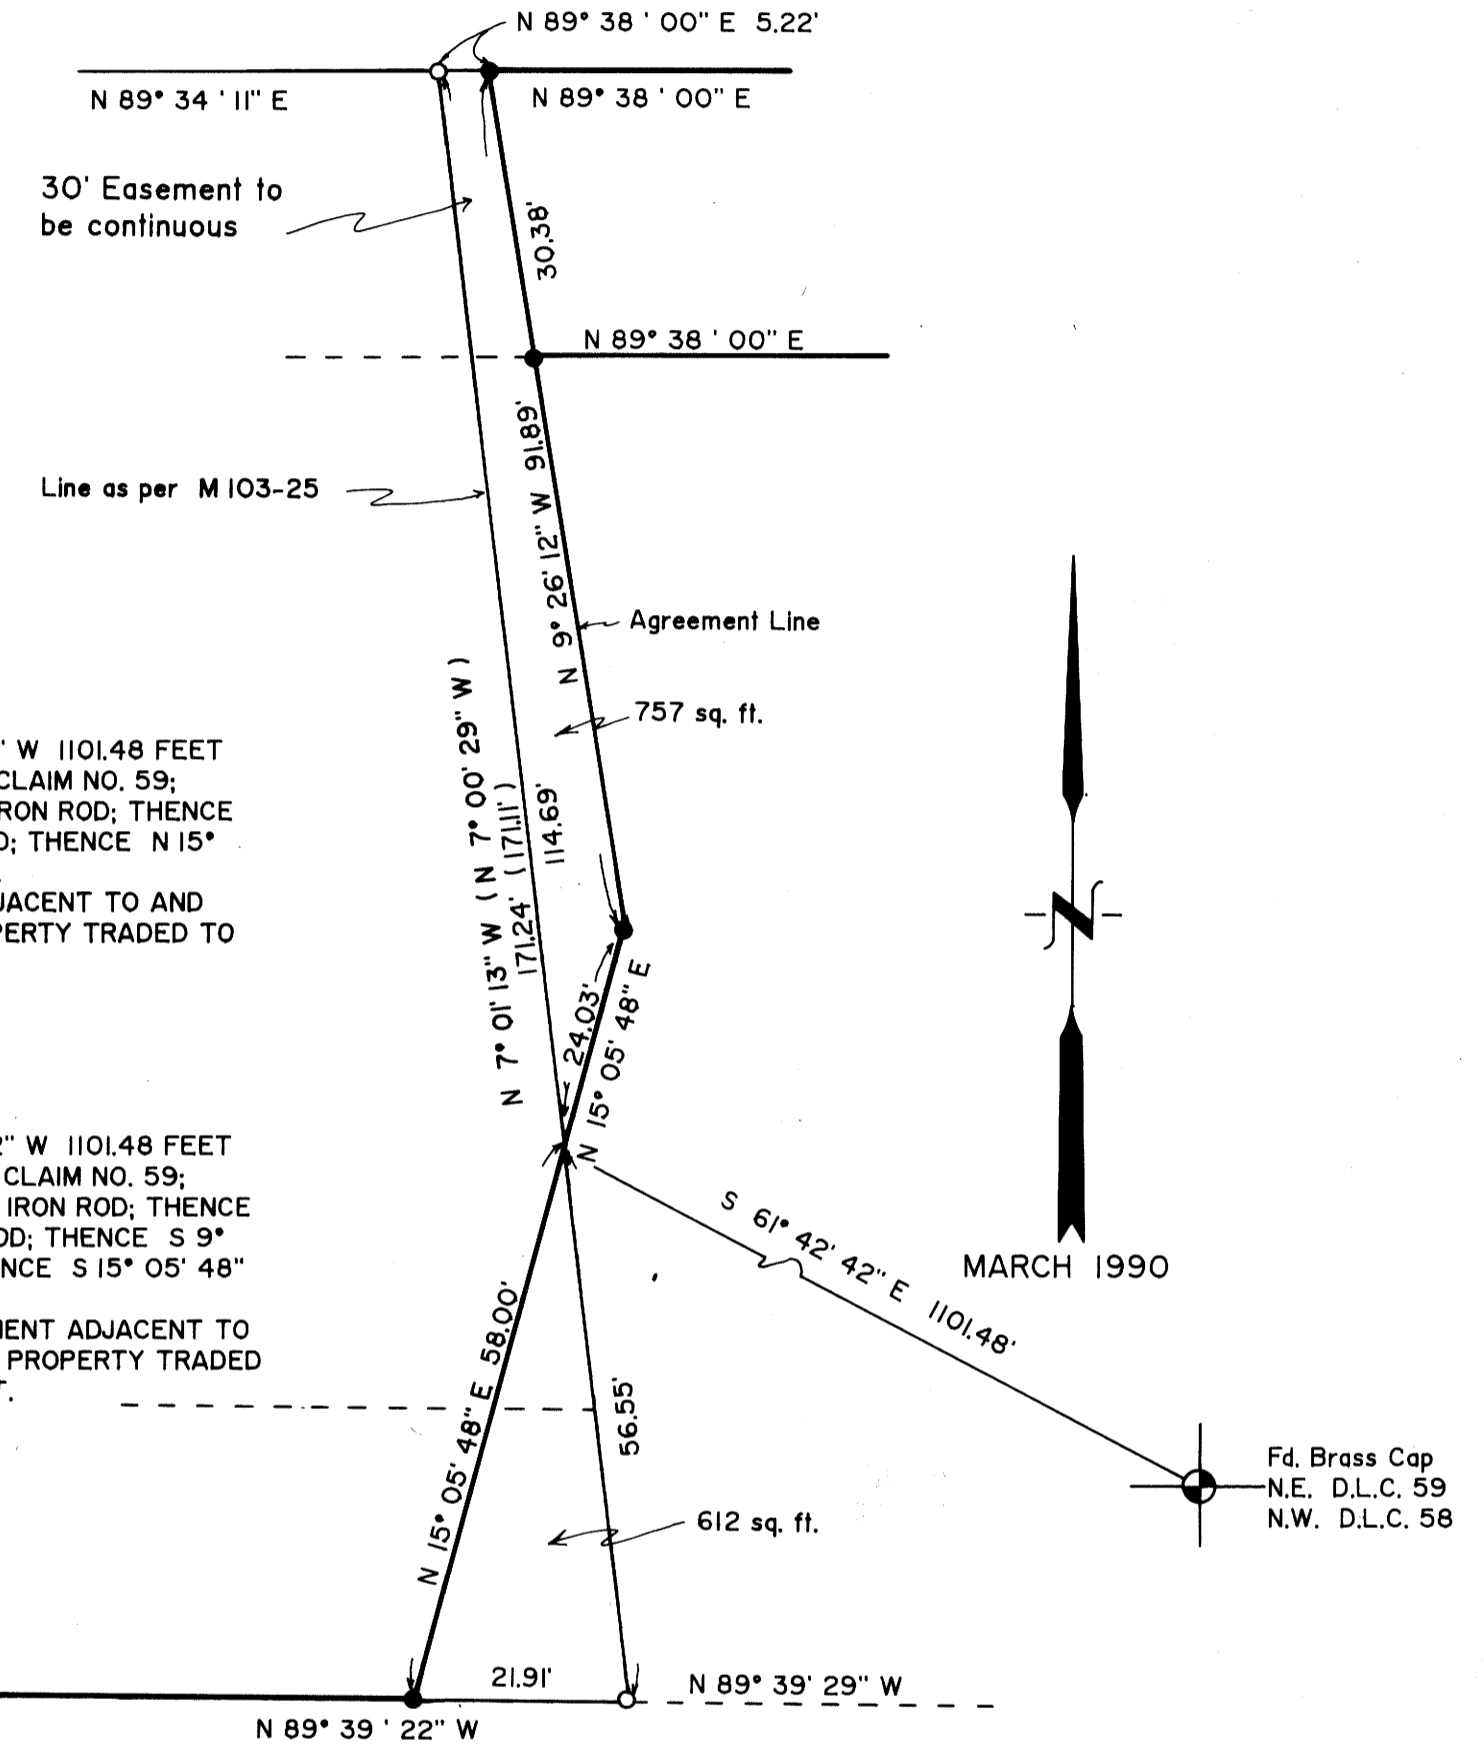 N 89° 38 ' 00" E 5.22'
N 89° 34 ' 11" E
N 89° 38 ' 00" E
30' Easement to
be continuous
30.38'
N 89° 38 ' 00" E
N 9° 26' 12" W 91.89'
Line as per M 103-25
Agreement Line
757 sq. ft.
N 7° 01' 13" W ( N 7° 00' 29" W )
171.24' ( 171.11' )
114.69'
' W 1101.48 FEET
CLAIM NO. 59;
RON ROD; THENCE
D; THENCE N 15°
JACENT TO AND
PERTY TRADED TO
24.03'
N 15° 05' 48" E
2" W 1101.48 FEET
CLAIM NO. 59;
IRON ROD; THENCE
OD; THENCE S 9°
NCE S 15° 05' 48"
MENT ADJACENT TO
PROPERTY TRADED
T.
S 61° 42' 42" E 1101.48'
N
MARCH 1990
N 15° 05' 48" E 58.00'
56.55'
Fd. Brass Cap
N.E. D.L.C. 59
N.W. D.L.C. 58
612 sq. ft.
21.91'
N 89° 39' 29" W
N 89° 39 ' 22" W